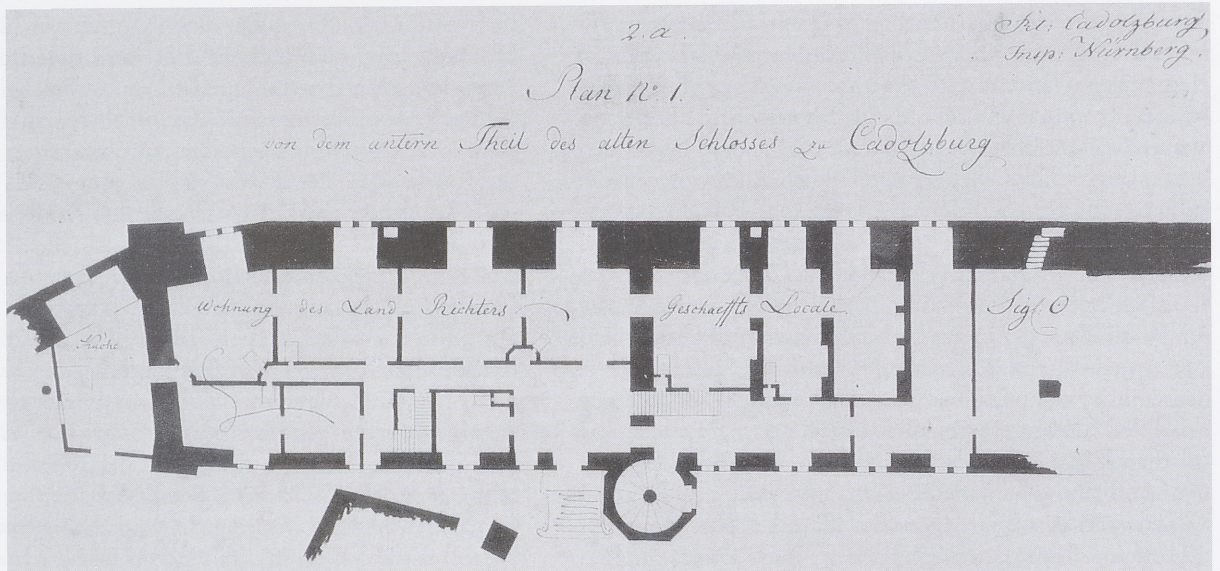 2.a.
Kl: Cadolzburg,
Insp: Nürnberg.
Plan No. 1.
von dem untern Theil des alten Schlosses zu Cadolzburg
Wohnung des Land Richters
Geschaeffts Locale
Sigl. O
Küche